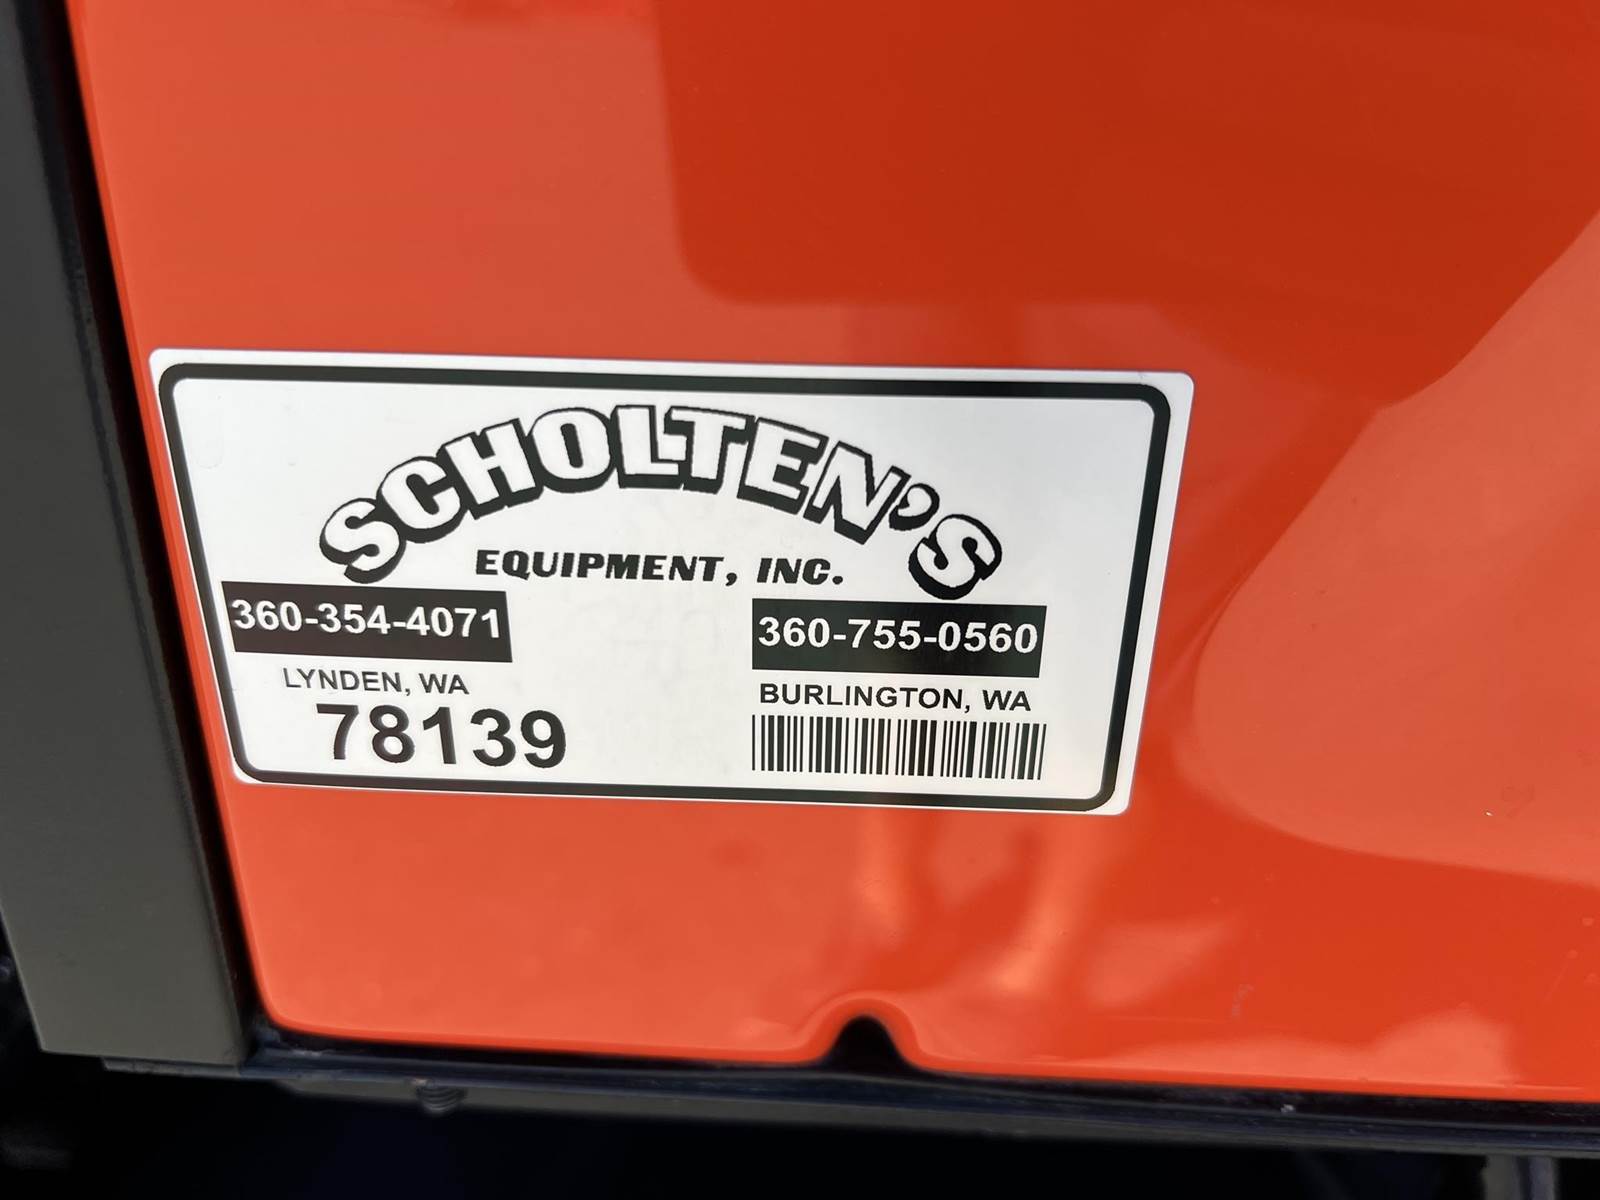 SCHOLTEN'S
EQUIPMENT, INC.
360-354-4071
LYNDEN, WA
78139
360-755-0560
BURLINGTON, WA